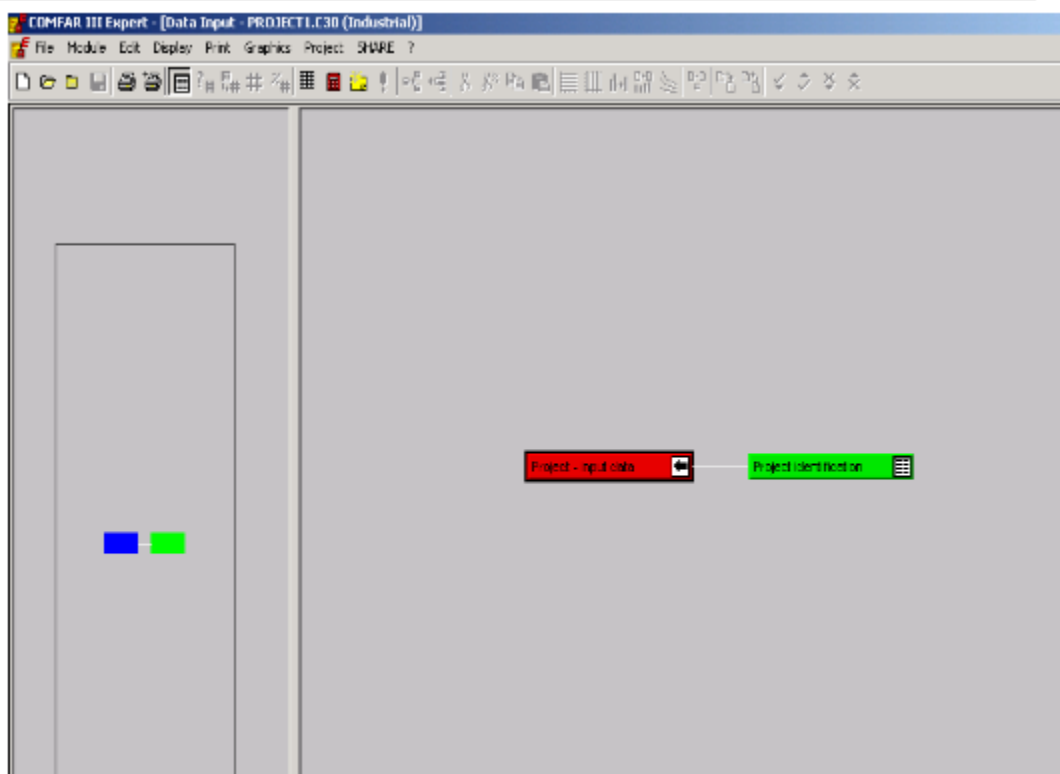 COMFAR III Expert - [Data Input - PROJECT1.C30 (Industrial)]
File Module Edit Display Print Graphics Project SHARE ?
Project - input data
Project identification